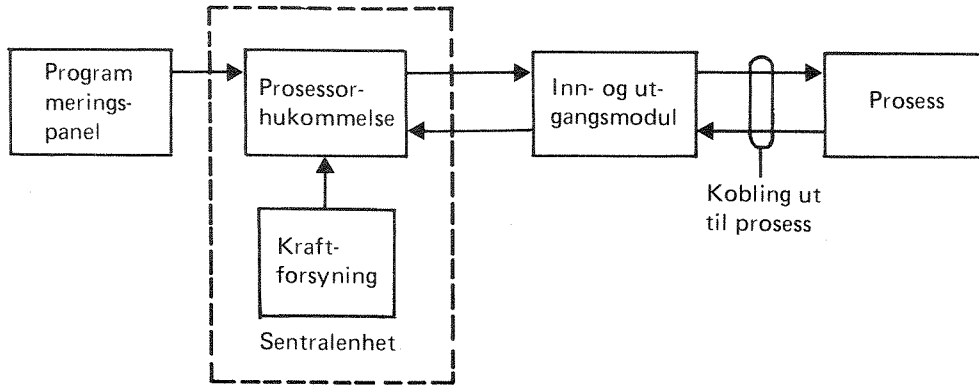 Program
merings-
panel
Prosessor-
hukommelse
Inn- og ut-
gangsmodul
Prosess
Kobling ut
til prosess
Kraft-
forsyning
Sentralenhet